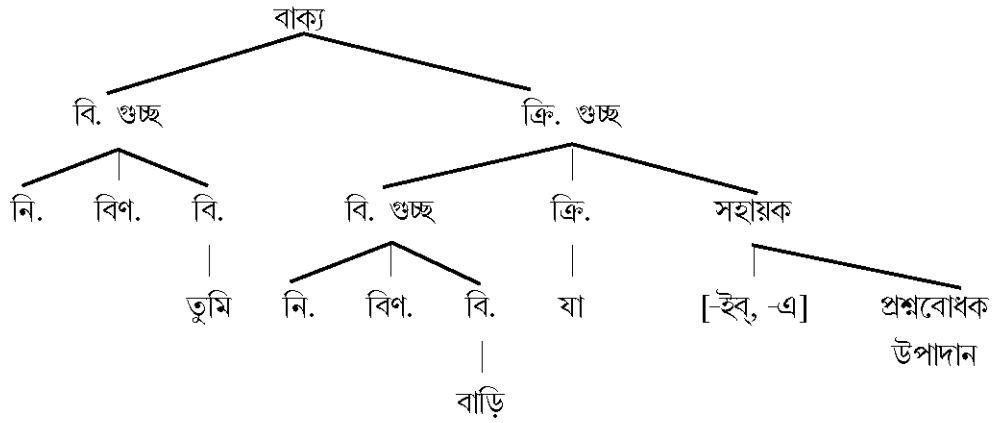 বাক্য
বি. গুচ্ছ ক্রি. গুচ্ছ
নি. বিণ. বি. বি. গুচ্ছ ক্রি. সহায়ক
তুমি নি. বিণ. বি. যা [-ইব্, -এ] প্রশ্নবোধক
উপাদান
বাড়ি